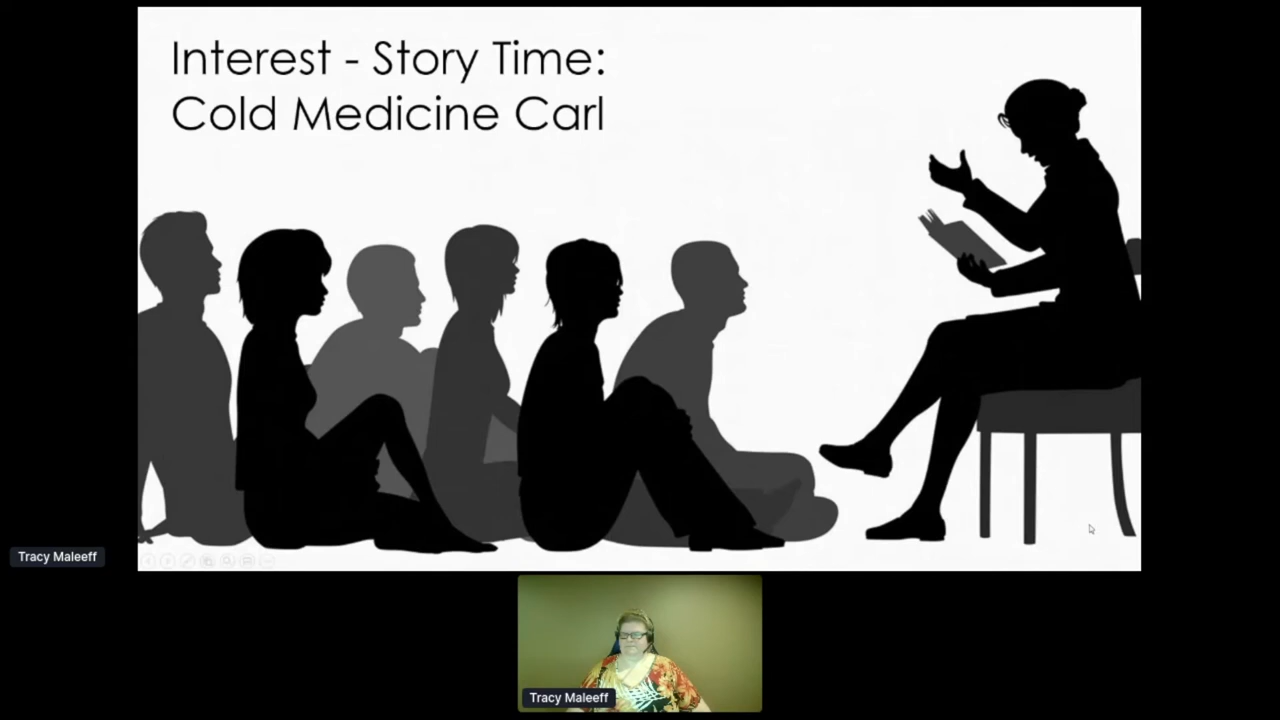 Interest - Story Time:
Cold Medicine Carl
Tracy Maleeff
Tracy Maleeff